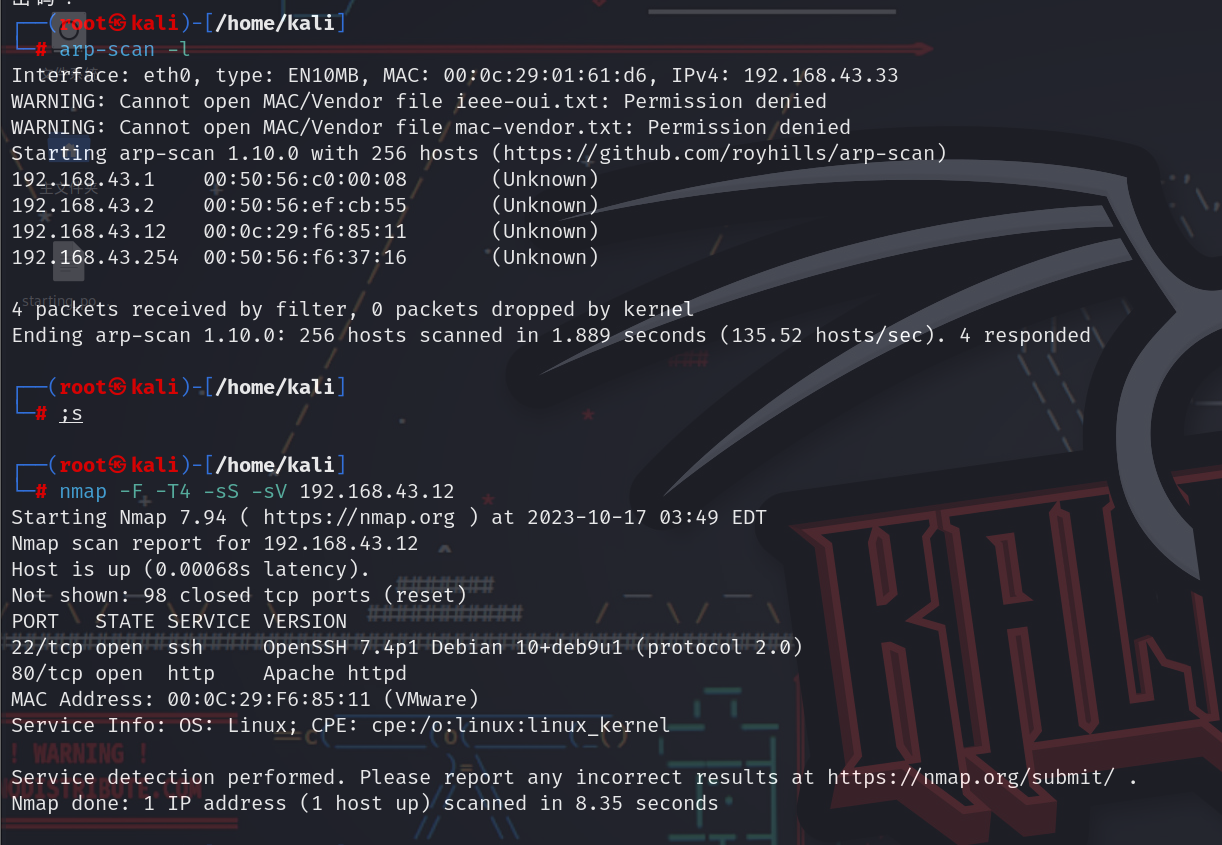 ┌──(root㉿kali)-[/home/kali]
└─# arp-scan -l
Interface: eth0, type: EN10MB, MAC: 00:0c:29:01:61:d6, IPv4: 192.168.43.33
WARNING: Cannot open MAC/Vendor file ieee-oui.txt: Permission denied
WARNING: Cannot open MAC/Vendor file mac-vendor.txt: Permission denied
Starting arp-scan 1.10.0 with 256 hosts (https://github.com/royhills/arp-scan)
192.168.43.1    00:50:56:c0:00:08       (Unknown)
192.168.43.2    00:50:56:ef:cb:55       (Unknown)
主文件夹
192.168.43.12   00:0c:29:f6:85:11       (Unknown)
192.168.43.254  00:50:56:f6:37:16       (Unknown)
starting_po
4 packets received by filter, 0 packets dropped by kernel
Ending arp-scan 1.10.0: 256 hosts scanned in 1.889 seconds (135.52 hosts/sec). 4 responded
┌──(root㉿kali)-[/home/kali]
└─# ;s
┌──(root㉿kali)-[/home/kali]
└─# nmap -F -T4 -sS -sV 192.168.43.12
Starting Nmap 7.94 ( https://nmap.org ) at 2023-10-17 03:49 EDT
Nmap scan report for 192.168.43.12
Host is up (0.00068s latency).
Not shown: 98 closed tcp ports (reset)
PORT   STATE SERVICE VERSION
22/tcp open  ssh     OpenSSH 7.4p1 Debian 10+deb9u1 (protocol 2.0)
80/tcp open  http    Apache httpd
MAC Address: 00:0C:29:F6:85:11 (VMware)
Service Info: OS: Linux; CPE: cpe:/o:linux:linux_kernel
! WARNING !
Service detection performed. Please report any incorrect results at https://nmap.org/submit/ .
Nmap done: 1 IP address (1 host up) scanned in 8.35 seconds
KALI